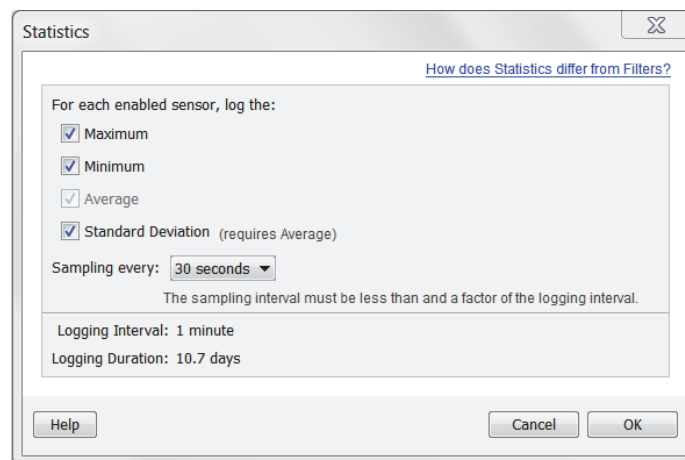 Statistics
How does Statistics differ from Filters?
For each enabled sensor, log the:
Maximum
Minimum
Average
Standard Deviation (requires Average)
Sampling every: 30 seconds
The sampling interval must be less than and a factor of the logging interval.
Logging Interval: 1 minute
Logging Duration: 10.7 days
Help Cancel OK